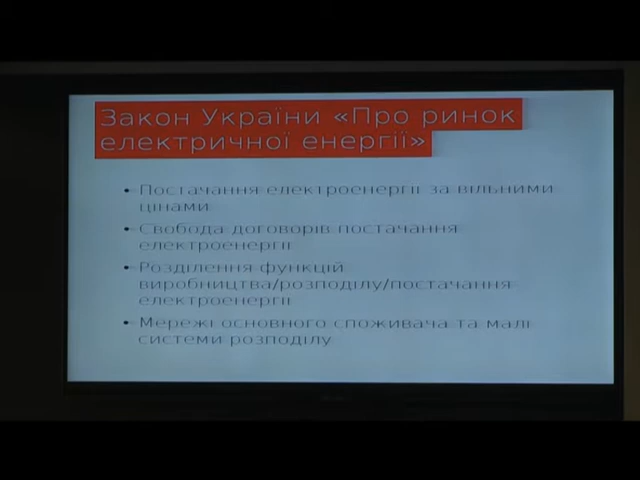 Закон України «Про ринок
електричної енергії»
• Постачання електроенергії за вільними
цінами
• Свобода договорів постачання
електроенергії
• Розділення функцій
виробництва/розподілу/постачання
електроенергії
• Мережі основного споживача та малі
системи розподілу